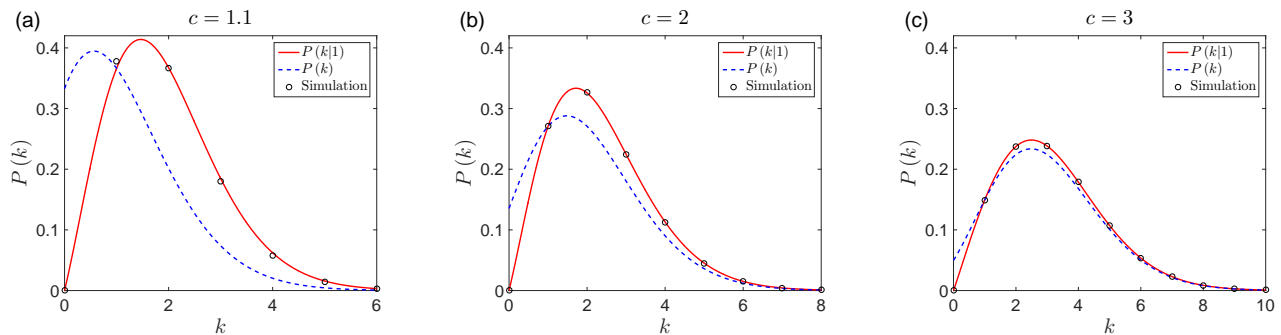 (a)
c = 1.1
P(k)
0.4
0.3
0.2
0.1
0
0 2 4 6
k
P(k|1)
P(k)
Simulation
(b)
c = 2
P(k)
0.4
0.3
0.2
0.1
0
0 2 4 6 8
k
P(k|1)
P(k)
Simulation
(c)
c = 3
P(k)
0.4
0.3
0.2
0.1
0
0 2 4 6 8 10
k
P(k|1)
P(k)
Simulation